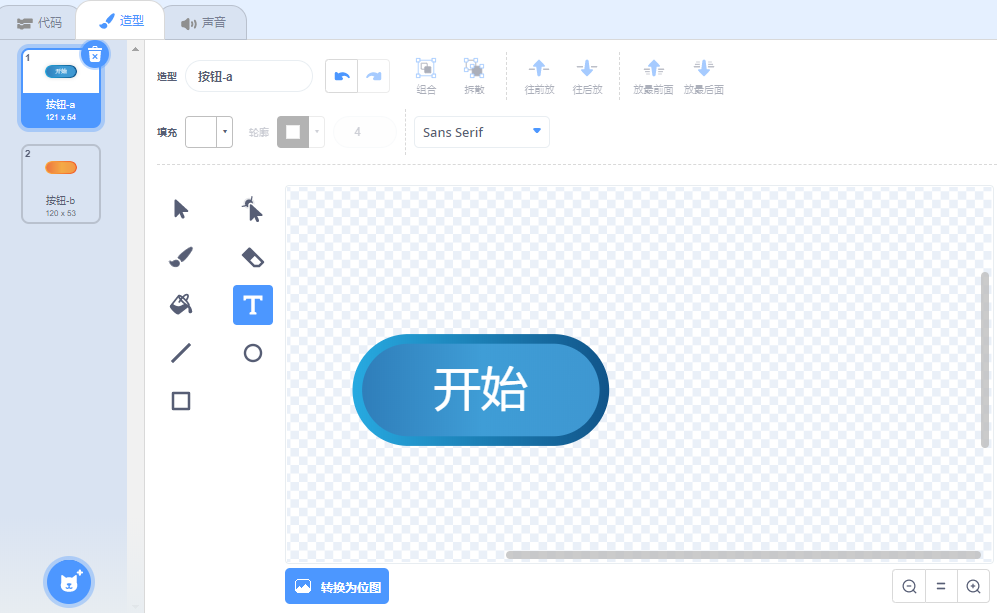 代码
造型
声音
1
开始
按钮-a
121 x 54
2
按钮-b
120 x 53
造型
按钮-a
组合
拆散
往前放
往后放
放最前面
放最后面
填充
轮廓
4
Sans Serif
T
开始
转换为位图